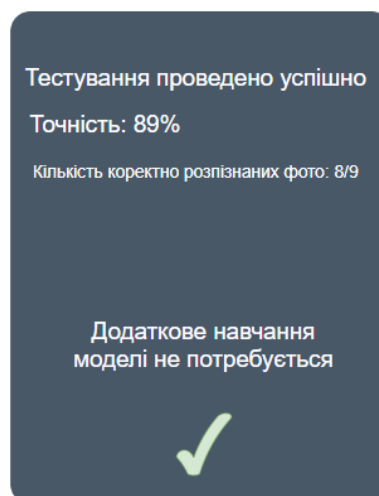 Тестування проведено успішно
Точність: 89%
Кількість коректно розпізнаних фото: 8/9
Додаткове навчання
моделі не потребується